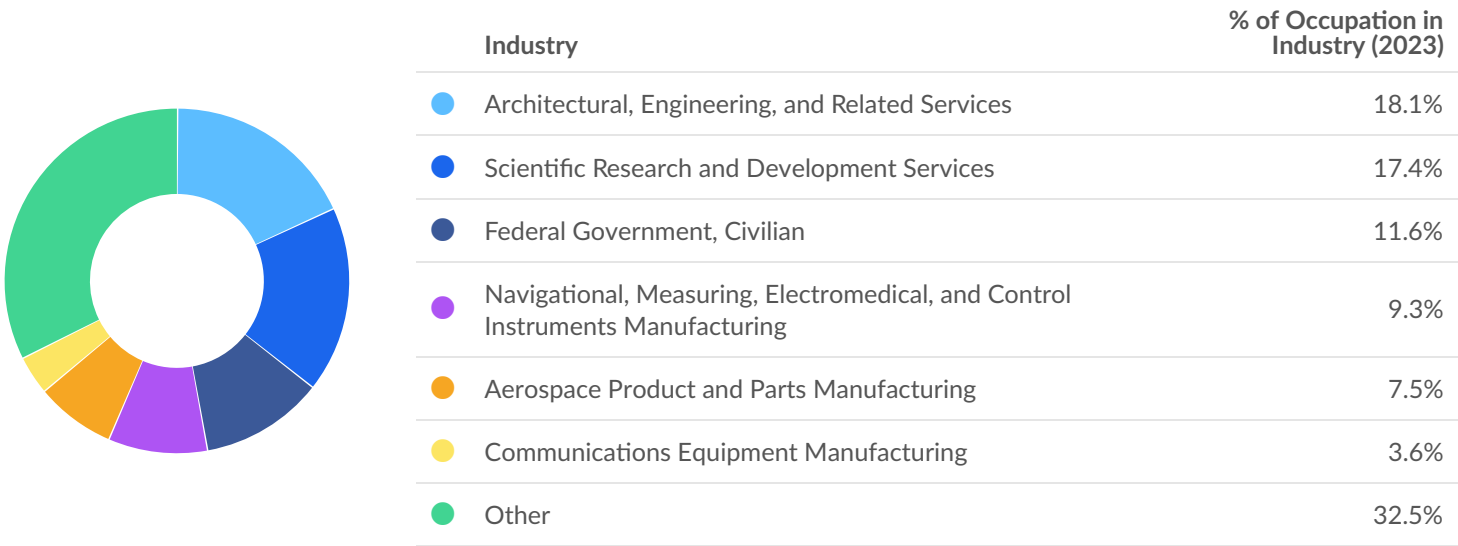 Industry
% of Occupation in
Industry (2023)
Architectural, Engineering, and Related Services
18.1%
Scientific Research and Development Services
17.4%
Federal Government, Civilian
11.6%
Navigational, Measuring, Electromedical, and Control
Instruments Manufacturing
9.3%
Aerospace Product and Parts Manufacturing
7.5%
Communications Equipment Manufacturing
3.6%
Other
32.5%